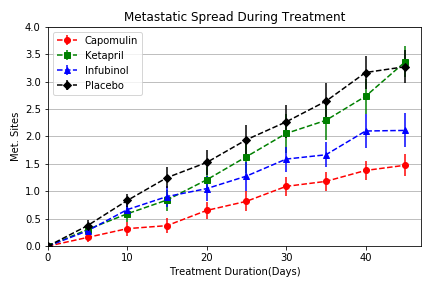 Metastatic Spread During Treatment
Capomulin
Ketapril
Infubinol
Placebo
4.0
3.5
3.0
2.5
2.0
1.5
1.0
0.5
0.0
Met. Sites
0
10
20
30
40
Treatment Duration(Days)